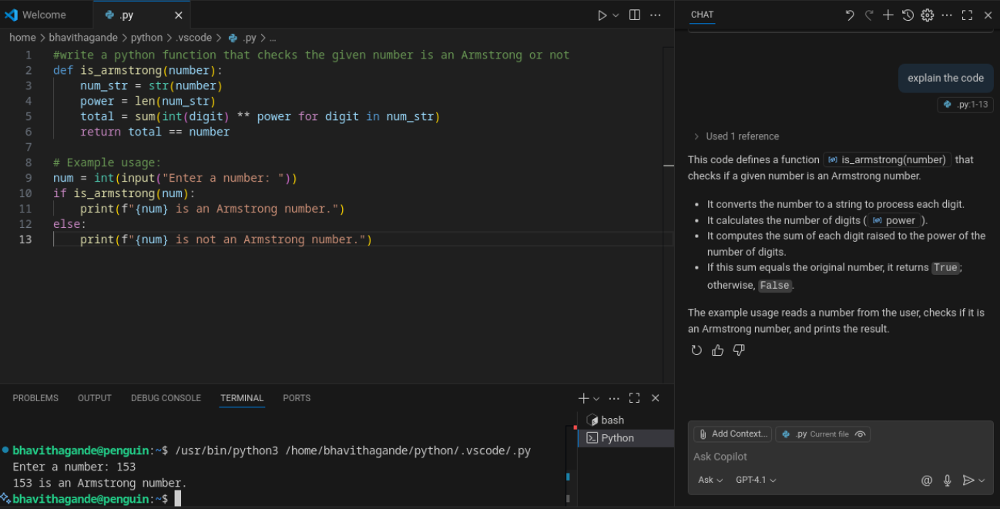 Welcome
.py
home > bhavithagande > python > .vscode > .py > ...
1 #write a python function that checks the given number is an Armstrong or not
2 def is_armstrong(number):
3     num_str = str(number)
4     power = len(num_str)
5     total = sum(int(digit) ** power for digit in num_str)
6     return total == number
7
8 # Example usage:
9 num = int(input("Enter a number: "))
10 if is_armstrong(num):
11     print(f"{num} is an Armstrong number.")
12 else:
13     print(f"{num} is not an Armstrong number.")
PROBLEMS OUTPUT DEBUG CONSOLE TERMINAL PORTS
bash
Python
bhavithagande@penguin:~$ /usr/bin/python3 /home/bhavithagande/python/.vscode/.py
Enter a number: 153
153 is an Armstrong number.
bhavithagande@penguin:~$
CHAT
explain the code
.py:1-13
Used 1 reference
This code defines a function is_armstrong(number) that
checks if a given number is an Armstrong number.
• It converts the number to a string to process each digit.
• It calculates the number of digits ( power ).
• It computes the sum of each digit raised to the power of the
number of digits.
• If this sum equals the original number, it returns True;
otherwise, False.
The example usage reads a number from the user, checks if it is
an Armstrong number, and prints the result.
Add Context... .py Current file
Ask Copilot
Ask GPT-4.1